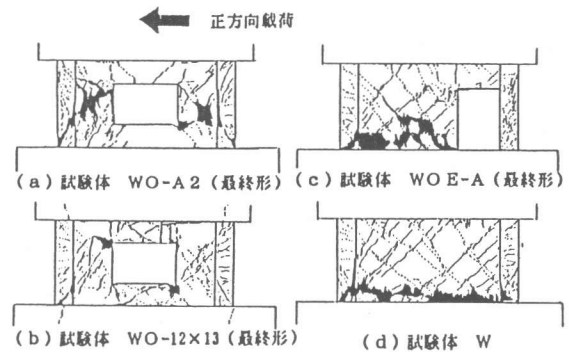 正方向載荷
(a) 試験体 WO-A2 (最終形)
(c) 試験体 WOE-A (最終形)
(b) 試験体 WO-12×13 (最終形)
(d) 試験体 W